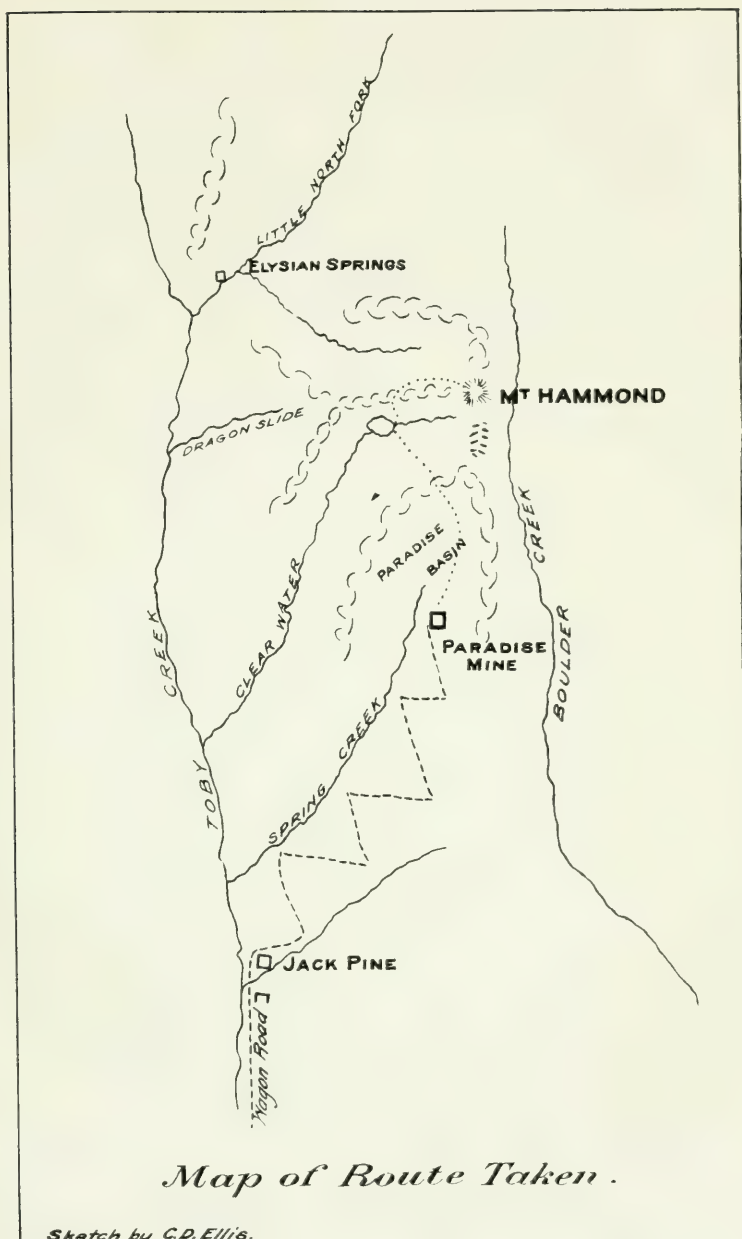 LITTLE NORTH FORK
ELYSIAN SPRINGS
MT HAMMOND
DRAGON SLIDE
CREEK
PARADISE
BASIN
CLEAR WATER
CREEK
PARADISE
MINE
BOULDER
CREEK
TOBY
SPRING
JACK PINE
Wagon Road
Map of Route Taken.
Sketch by C.D. Ellis.